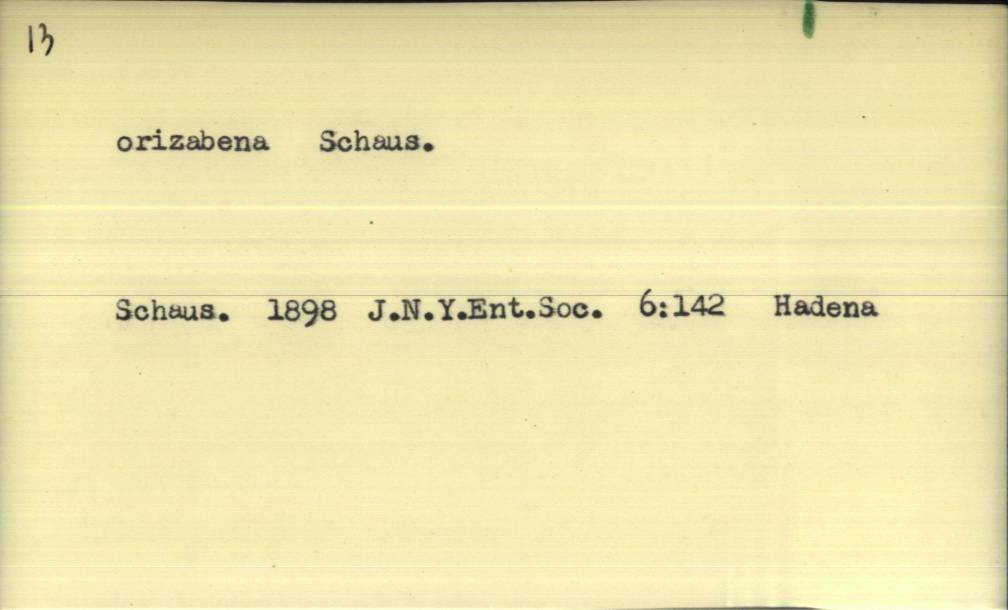 13
orizabena Schaus.
Schaus. 1898 J.N.Y.Ent.Soc. 6:142 Hadena